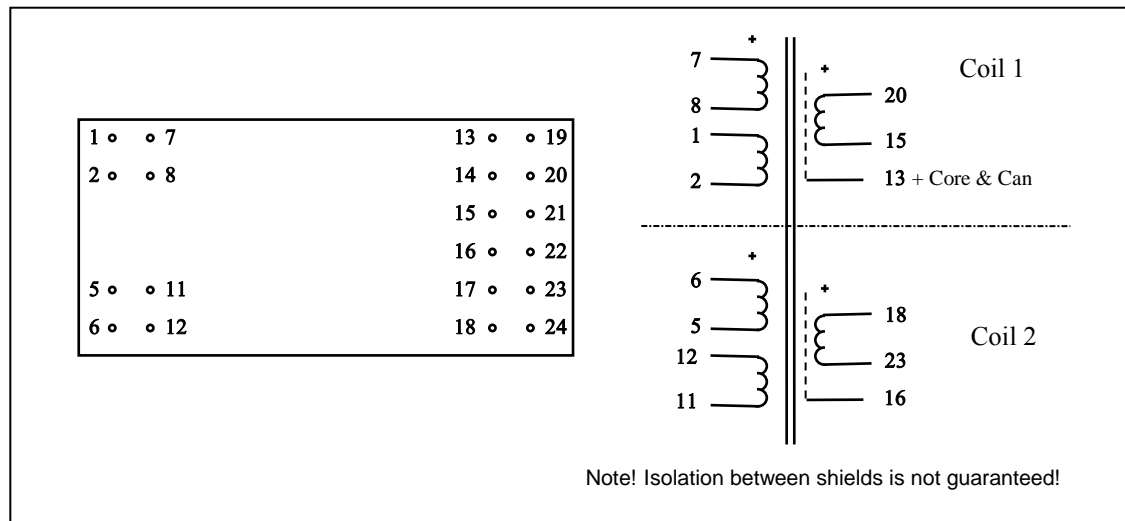 1 7 13 19
2 8 14 20
15 21
16 22
5 11 17 23
6 12 18 24
+
7
8
1
2
+
20
15
13 + Core & Can
Coil 1
+
6
5
12
11
+
18
23
16
Coil 2
Note! Isolation between shields is not guaranteed!